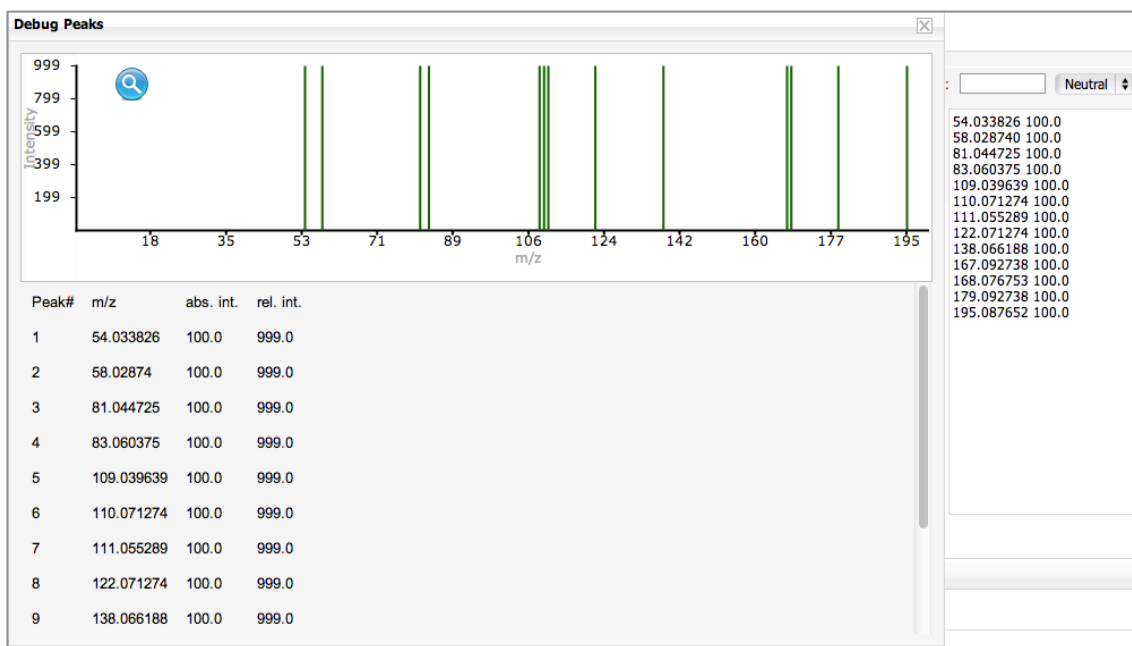 Debug Peaks
999
799
599
399
199
Intensity
18 35 53 71 89 106 124 142 160 177 195
m/z
Peak# m/z abs. int. rel. int.
1 54.033826 100.0 999.0
2 58.02874 100.0 999.0
3 81.044725 100.0 999.0
4 83.060375 100.0 999.0
5 109.039639 100.0 999.0
6 110.071274 100.0 999.0
7 111.055289 100.0 999.0
8 122.071274 100.0 999.0
9 138.066188 100.0 999.0
: Neutral
54.033826 100.0
58.028740 100.0
81.044725 100.0
83.060375 100.0
109.039639 100.0
110.071274 100.0
111.055289 100.0
122.071274 100.0
138.066188 100.0
167.092738 100.0
168.076753 100.0
179.092738 100.0
195.087652 100.0